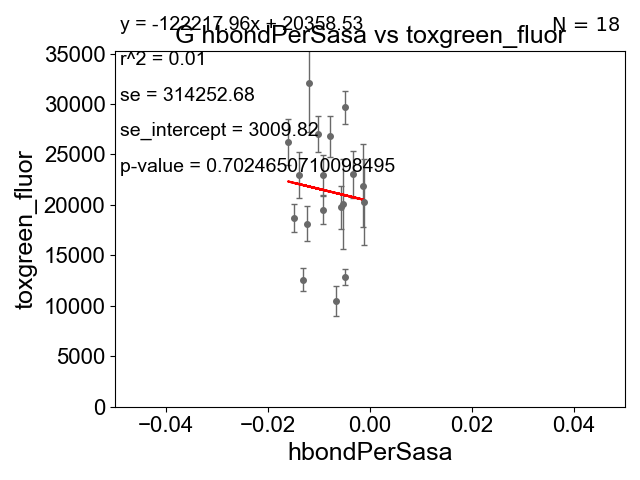 y = -122217.96x + 20358.53
N = 18
G hbondPerSasa vs toxgreen_fluor
r^2 = 0.01
se = 314252.68
se_intercept = 3009.82
p-value = 0.7024650710098495
35000
30000
25000
20000
15000
10000
5000
0
toxgreen_fluor
−0.04
−0.02
0.00
0.02
0.04
hbondPerSasa